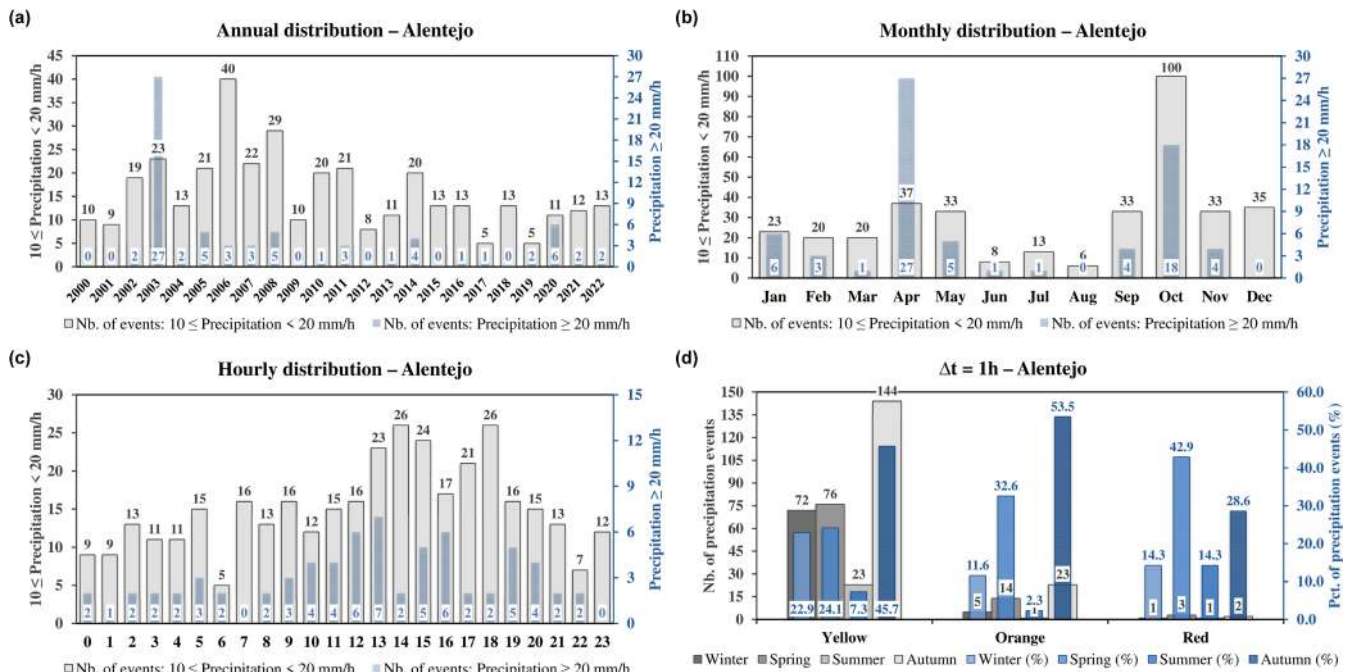 (a)
Annual distribution – Alentejo
10 ≤ Precipitation < 20 mm/h
45
40
35
30
25
20
15
10
5
0
10 9 19 23 13 21 40 22 29 10 20 21 8 11 20 13 13 5 13 5 11 12 13
0 0 2 27 2 5 3 3 5 0 1 3 0 1 4 0 1 1 0 2 6 2 2
30
27
24
21
18
15
12
9
6
3
0
Precipitation ≥ 20 mm/h
2000 2001 2002 2003 2004 2005 2006 2007 2008 2009 2010 2011 2012 2013 2014 2015 2016 2017 2018 2019 2020 2021 2022
Nb. of events: 10 ≤ Precipitation < 20 mm/h Nb. of events: Precipitation ≥ 20 mm/h
(b)
Monthly distribution – Alentejo
10 ≤ Precipitation < 20 mm/h
110
100
90
80
70
60
50
40
30
20
10
0
23 20 20 37 33 8 13 6 33 100 33 35
6 3 1 27 5 1 1 0 4 18 4 0
30
27
24
21
18
15
12
9
6
3
0
Precipitation ≥ 20 mm/h
Jan Feb Mar Apr May Jun Jul Aug Sep Oct Nov Dec
Nb. of events: 10 ≤ Precipitation < 20 mm/h Nb. of events: Precipitation ≥ 20 mm/h
(c)
Hourly distribution – Alentejo
10 ≤ Precipitation < 20 mm/h
30
25
20
15
10
5
0
9 9 13 11 11 15 5 16 13 16 12 15 16 23 26 24 17 21 26 16 15 13 7 12
2 1 2 2 2 3 2 0 2 3 4 4 6 7 2 5 6 2 2 5 4 2 2 0
15
12
9
6
3
0
Precipitation ≥ 20 mm/h
0 1 2 3 4 5 6 7 8 9 10 11 12 13 14 15 16 17 18 19 20 21 22 23
Nb. of events: 10 ≤ Precipitation < 20 mm/h Nb. of events: Precipitation ≥ 20 mm/h
(d)
Δt = 1h – Alentejo
Nb. of precipitation events
150
135
120
105
90
75
60
45
30
15
0
72 76 23 144
22.9 24.1 7.3 45.7
11.6 32.6 2.3 53.5
5 14 1 23
14.3 42.9 14.3 28.6
1 3 1 2
60.0
50.0
40.0
30.0
20.0
10.0
0.0
Pct. of precipitation events (%)
Yellow Orange Red
Winter Spring Summer Autumn Winter (%) Spring (%) Summer (%) Autumn (%)